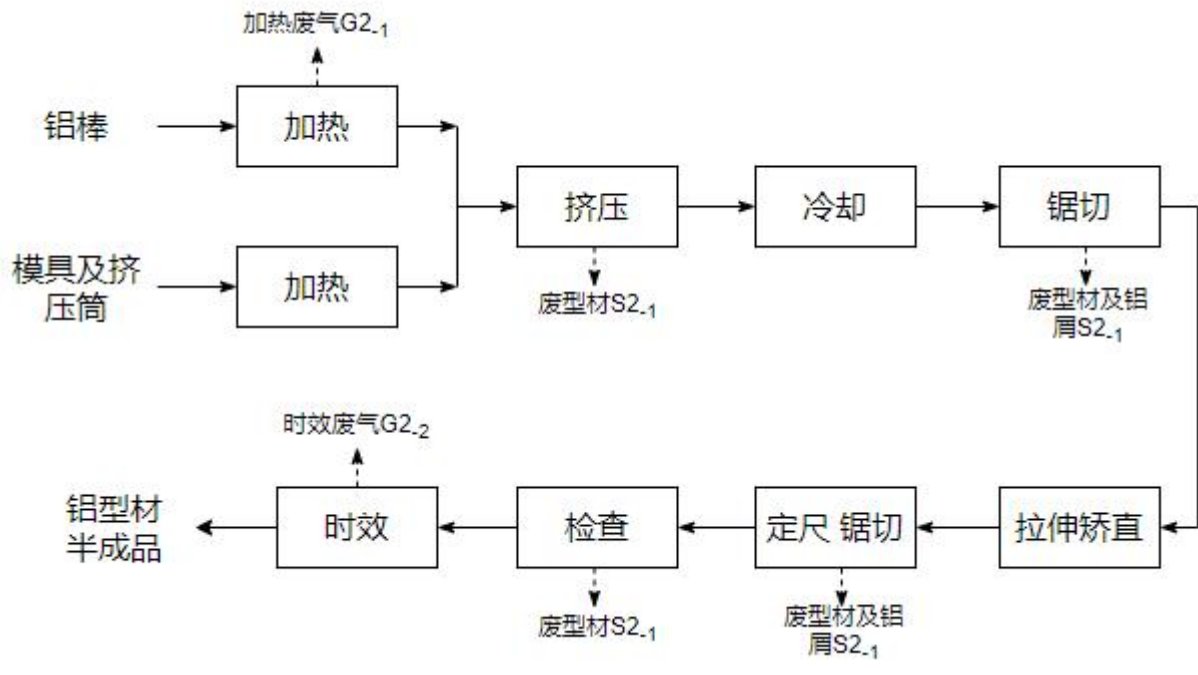 加热废气G2-1
铝棒
加热
挤压
冷却
锯切
模具及挤
压筒
加热
废型材S2-1
废型材及铝
屑S2-1
时效废气G2-2
铝型材
半成品
时效
检查
定尺 锯切
拉伸矫直
废型材S2-1
废型材及铝
屑S2-1